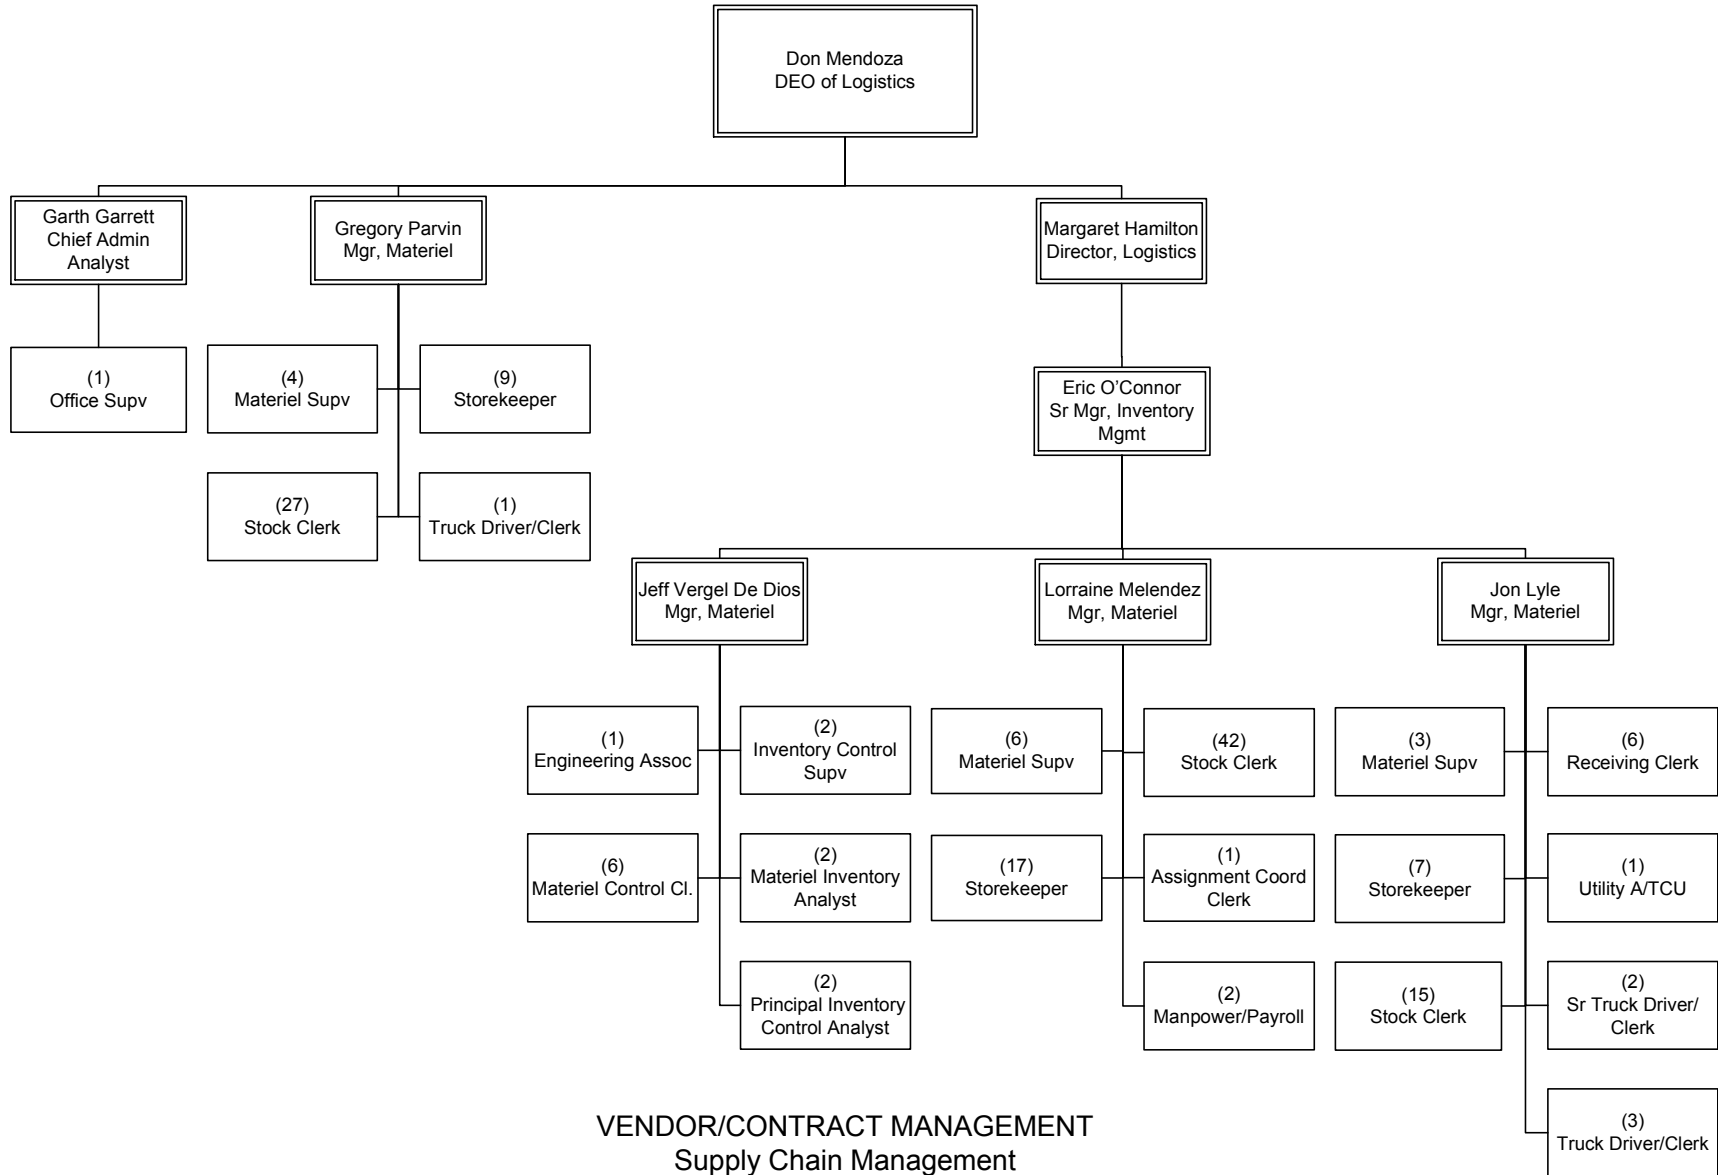 Don Mendoza
DEO of Logistics
Garth Garrett
Chief Admin
Analyst
Gregory Parvin
Mgr, Materiel
Margaret Hamilton
Director, Logistics
(1)
Office Supv
(4)
Materiel Supv
(9)
Storekeeper
Eric O’Connor
Sr Mgr, Inventory
Mgmt
(27)
Stock Clerk
(1)
Truck Driver/Clerk
Jeff Vergel De Dios
Mgr, Materiel
Lorraine Melendez
Mgr, Materiel
Jon Lyle
Mgr, Materiel
(1)
Engineering Assoc
(2)
Inventory Control
Supv
(6)
Materiel Supv
(42)
Stock Clerk
(3)
Materiel Supv
(6)
Receiving Clerk
(6)
Materiel Control Cl.
(2)
Materiel Inventory
Analyst
(17)
Storekeeper
(1)
Assignment Coord
Clerk
(7)
Storekeeper
(1)
Utility A/TCU
(2)
Principal Inventory
Control Analyst
(2)
Manpower/Payroll
(15)
Stock Clerk
(2)
Sr Truck Driver/
Clerk
(3)
Truck Driver/Clerk
VENDOR/CONTRACT MANAGEMENT
Supply Chain Management